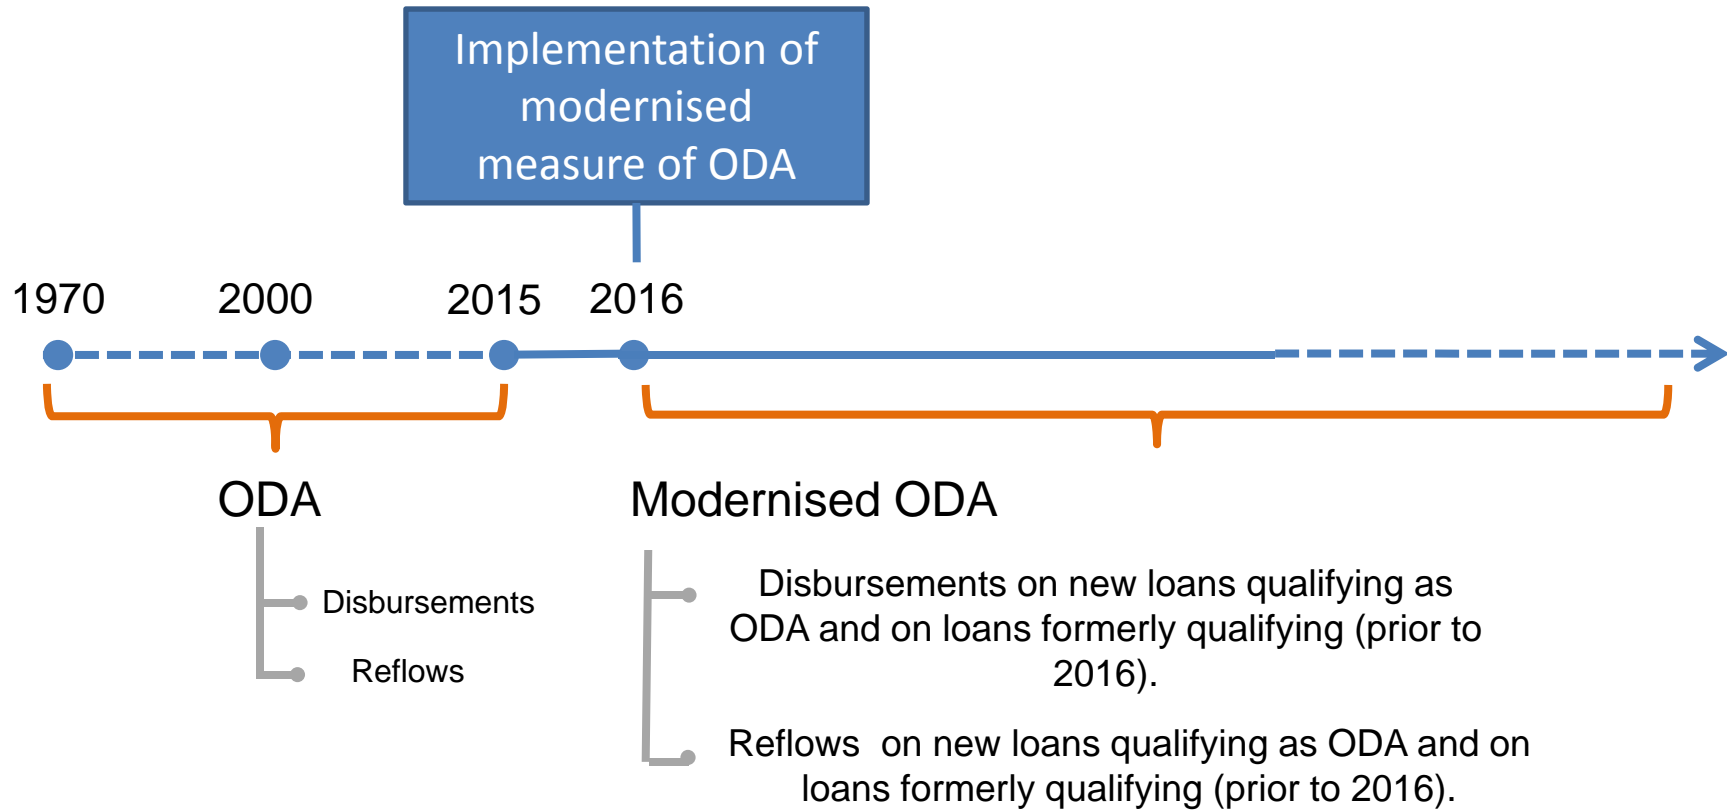 Implementation of
modernised
measure of ODA
1970
2000
2015
2016
ODA
Disbursements
Reflows
Modernised ODA
Disbursements on new loans qualifying as
ODA and on loans formerly qualifying (prior to
2016).
Reflows  on new loans qualifying as ODA and on
loans formerly qualifying (prior to 2016).